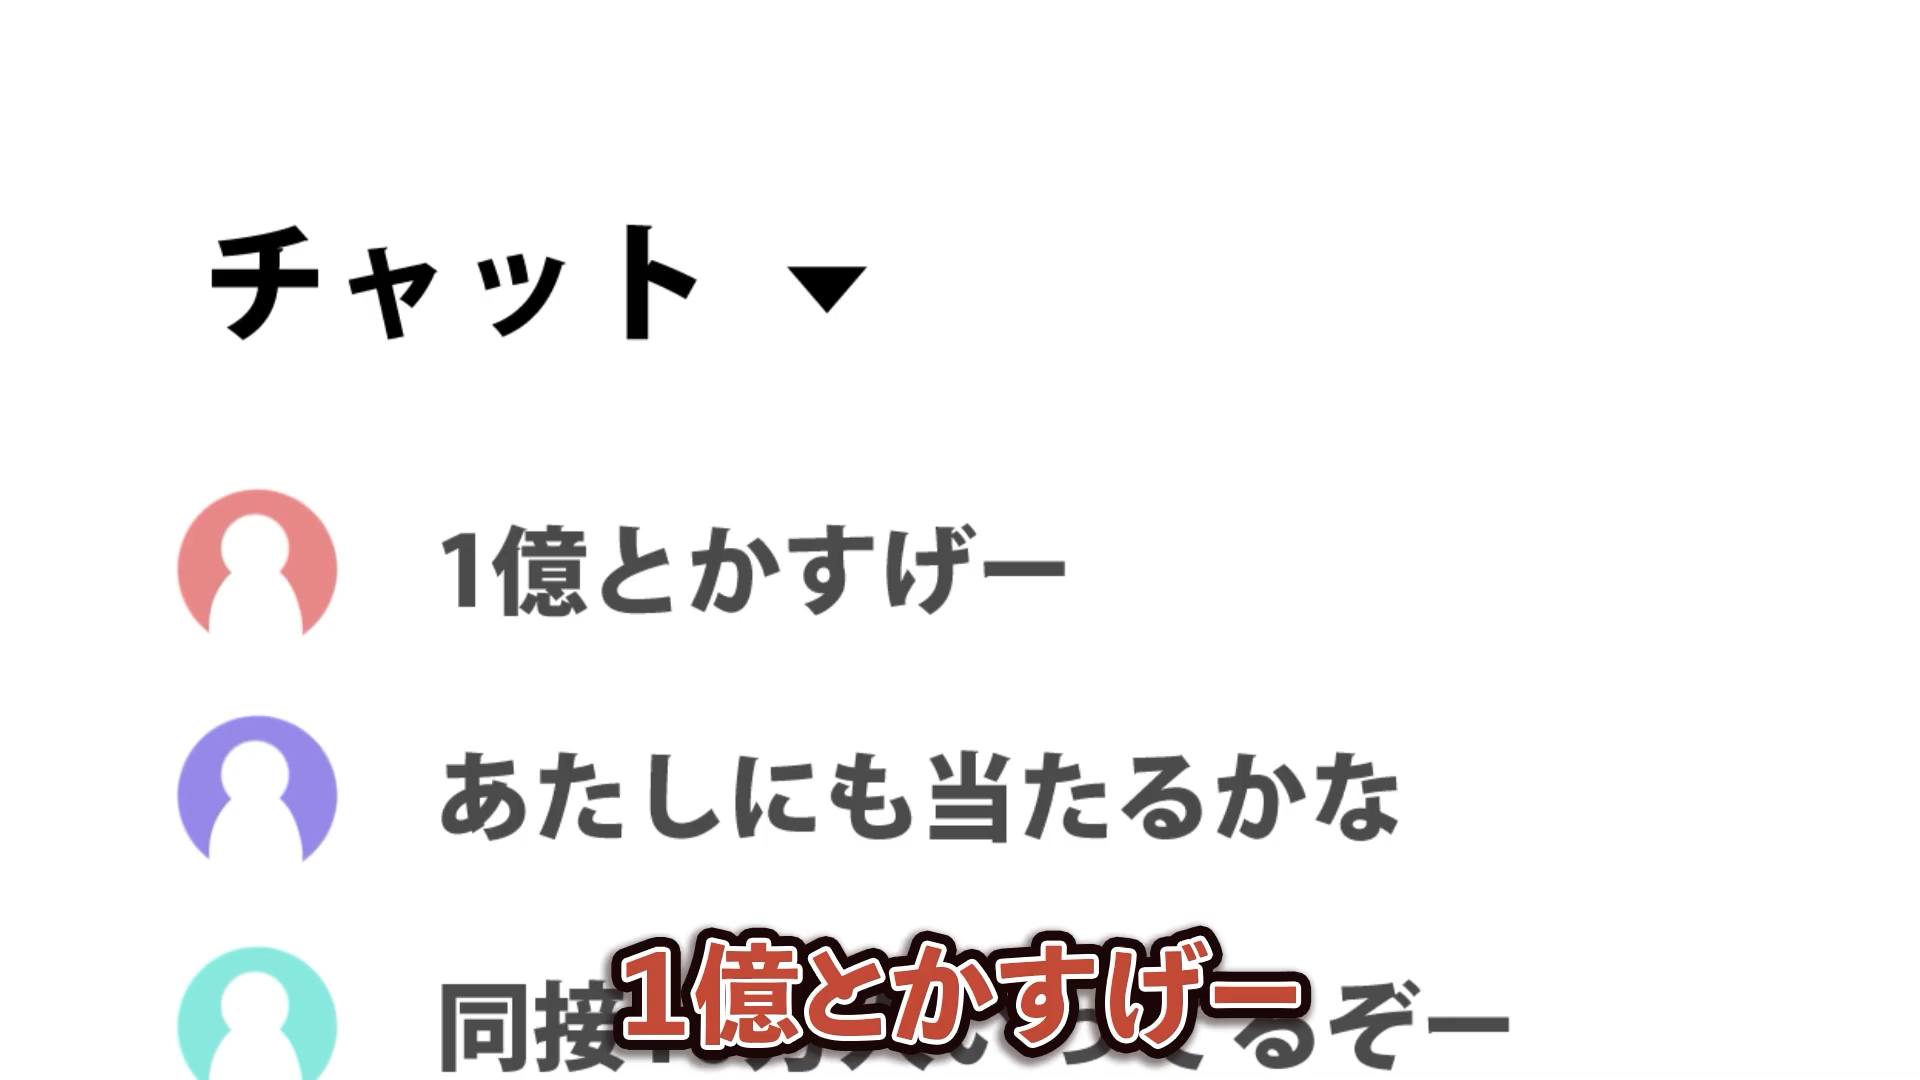 チャット ▼
1億とかすげー
あたしにも当たるかな
同接
るぞー
1億とかすげー